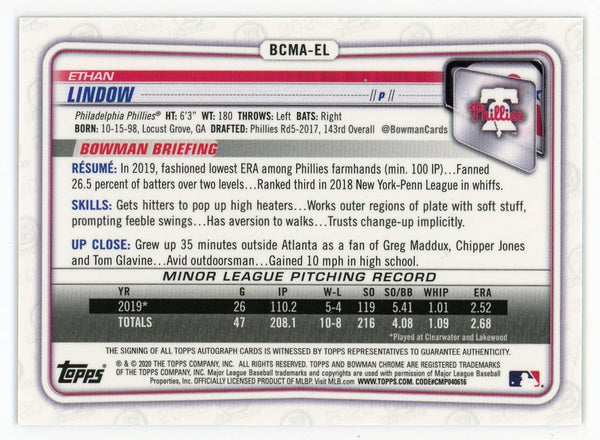 BCMA-EL
ETHAN
LINDOW // P //
Phillies
Philadelphia Phillies® HT: 6'3" WT: 180 THROWS: Left BATS: Right
BORN: 10-15-98, Locust Grove, GA DRAFTED: Phillies Rd5-2017, 143rd Overall @BowmanCards
BOWMAN BRIEFING
RÉSUMÉ: In 2019, fashioned lowest ERA among Phillies farmhands (min. 100 IP)...Fanned
26.5 percent of batters over two levels...Ranked third in 2018 New York-Penn League in whiffs.
SKILLS: Gets hitters to pop up high heaters...Works outer regions of plate with soft stuff,
prompting feeble swings...Has aversion to walks...Trusts change-up implicitly.
UP CLOSE: Grew up 35 minutes outside Atlanta as a fan of Greg Maddux, Chipper Jones
and Tom Glavine...Avid outdoorsman...Gained 10 mph in high school.
MINOR LEAGUE PITCHING RECORD
YR G IP W-L SO SO/BB WHIP ERA
2019* 26 110.2 5-4 119 5.41 1.01 2.52
TOTALS 47 208.1 10-8 216 4.08 1.09 2.68
*Played at Clearwater and Lakewood
THE SIGNING OF ALL TOPPS AUTOGRAPH CARDS IS WITNESSED BY TOPPS REPRESENTATIVES TO GUARANTEE AUTHENTICITY.
topps
® & © 2020 THE TOPPS COMPANY, INC. ALL RIGHTS RESERVED. TOPPS AND BOWMAN CHROME ARE REGISTERED TRADEMARKS
OF THE TOPPS COMPANY, INC. Major League Baseball trademarks and copyrights are used with permission of Major League Baseball
Properties, Inc. OFFICIALLY LICENSED PRODUCT OF MLBP. Visit MLB.com WWW.TOPPS.COM. CODE#CMP040616